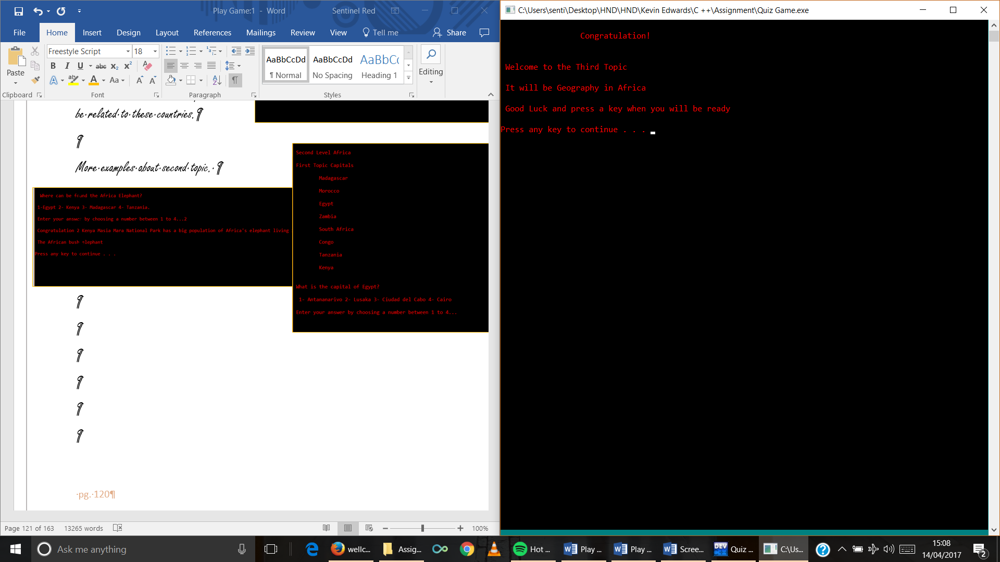 Play Game:1 - Word
Sentinel Red
File
Home
Insert
Design
Layout
References
Mailings
Review
View
Tell me
Share
Paste
Clipboard
Freestyle Script
18
Font
Paragraph
AaBbCcDd
¶ Normal
AaBbCcDd
No Spacing
AaBbCc
Heading 1
Styles
Editing
be·related·to·these·countries.¶
¶
More·examples·about·second·topic.·¶
Where can be found the Africa Elephant?
1-Egypt 2- Kenya 3- Madagascar 4- Tanzania.
Enter your answer by choosing a number between 1 to 4...2
Congratulation 2 Kenya Masia Mara National Park has a big population of Africa's elephant living
The African bush elephant
Press any key to continue . . .
Second Level Africa
First Topic Capitals
Madagascar
Morocco
Egypt
Zambia
South Africa
Congo
Tanzania
Kenya
What is the capital of Egypt?
1- Antananarivo 2- Lusaka 3- Ciudad del Cabo 4- Cairo
Enter your answer by choosing a number between 1 to 4...
¶
¶
¶
¶
¶
¶
·pg.·120¶
Page 121 of 163
13265 words
100%
C:\Users\senti\Desktop\HND\HND\Kevin Edwards\C ++\Assignment\Quiz Game.exe
Congratulation!
Welcome to the Third Topic
It will be Geography in Africa
Good Luck and press a key when you will be ready
Press any key to continue . . .
Ask me anything
wellc...
Assig...
Hot ...
Play ...
Play ...
Scree...
DEV
Quiz ...
C:\Us...
15:08
14/04/2017
2